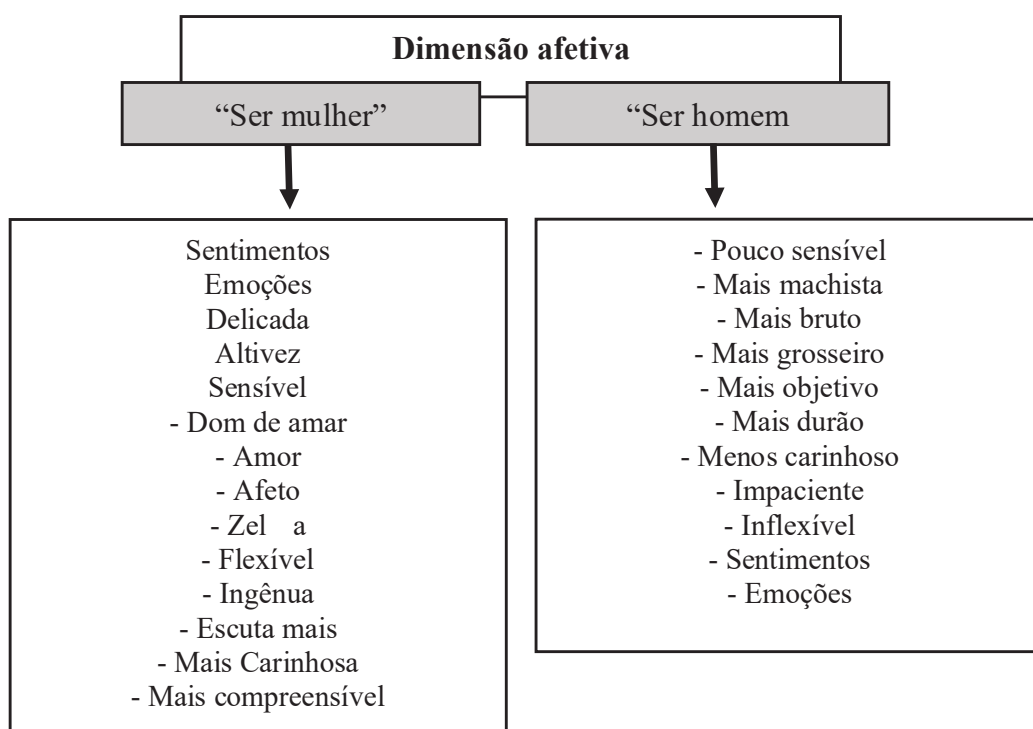 Dimensão afetiva
“Ser mulher”
“Ser homem
Sentimentos
Emoções
Delicada
Altivez
Sensível
- Dom de amar
- Amor
- Afeto
- Zel a
- Flexível
- Ingênua
- Escuta mais
- Mais Carinhosa
- Mais compreensível
- Pouco sensível
- Mais machista
- Mais bruto
- Mais grosseiro
- Mais objetivo
- Mais durão
- Menos carinhoso
- Impaciente
- Inflexível
- Sentimentos
- Emoções